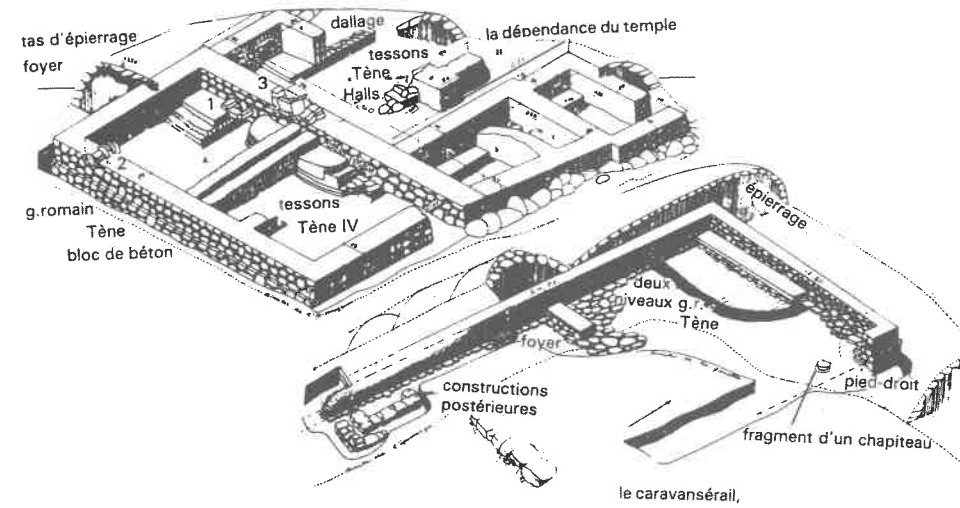 tas d'épierrage
foyer
dallage
tessons
Tène
Halls.
la dépendance du temple
1
3
2
g.romain
Tène
bloc de béton
tessons
Tène IV
épierrage
deux
niveaux g.r.
Tène
foyer
pied-droit
constructions
postérieures
fragment d'un chapiteau
le caravansérail,